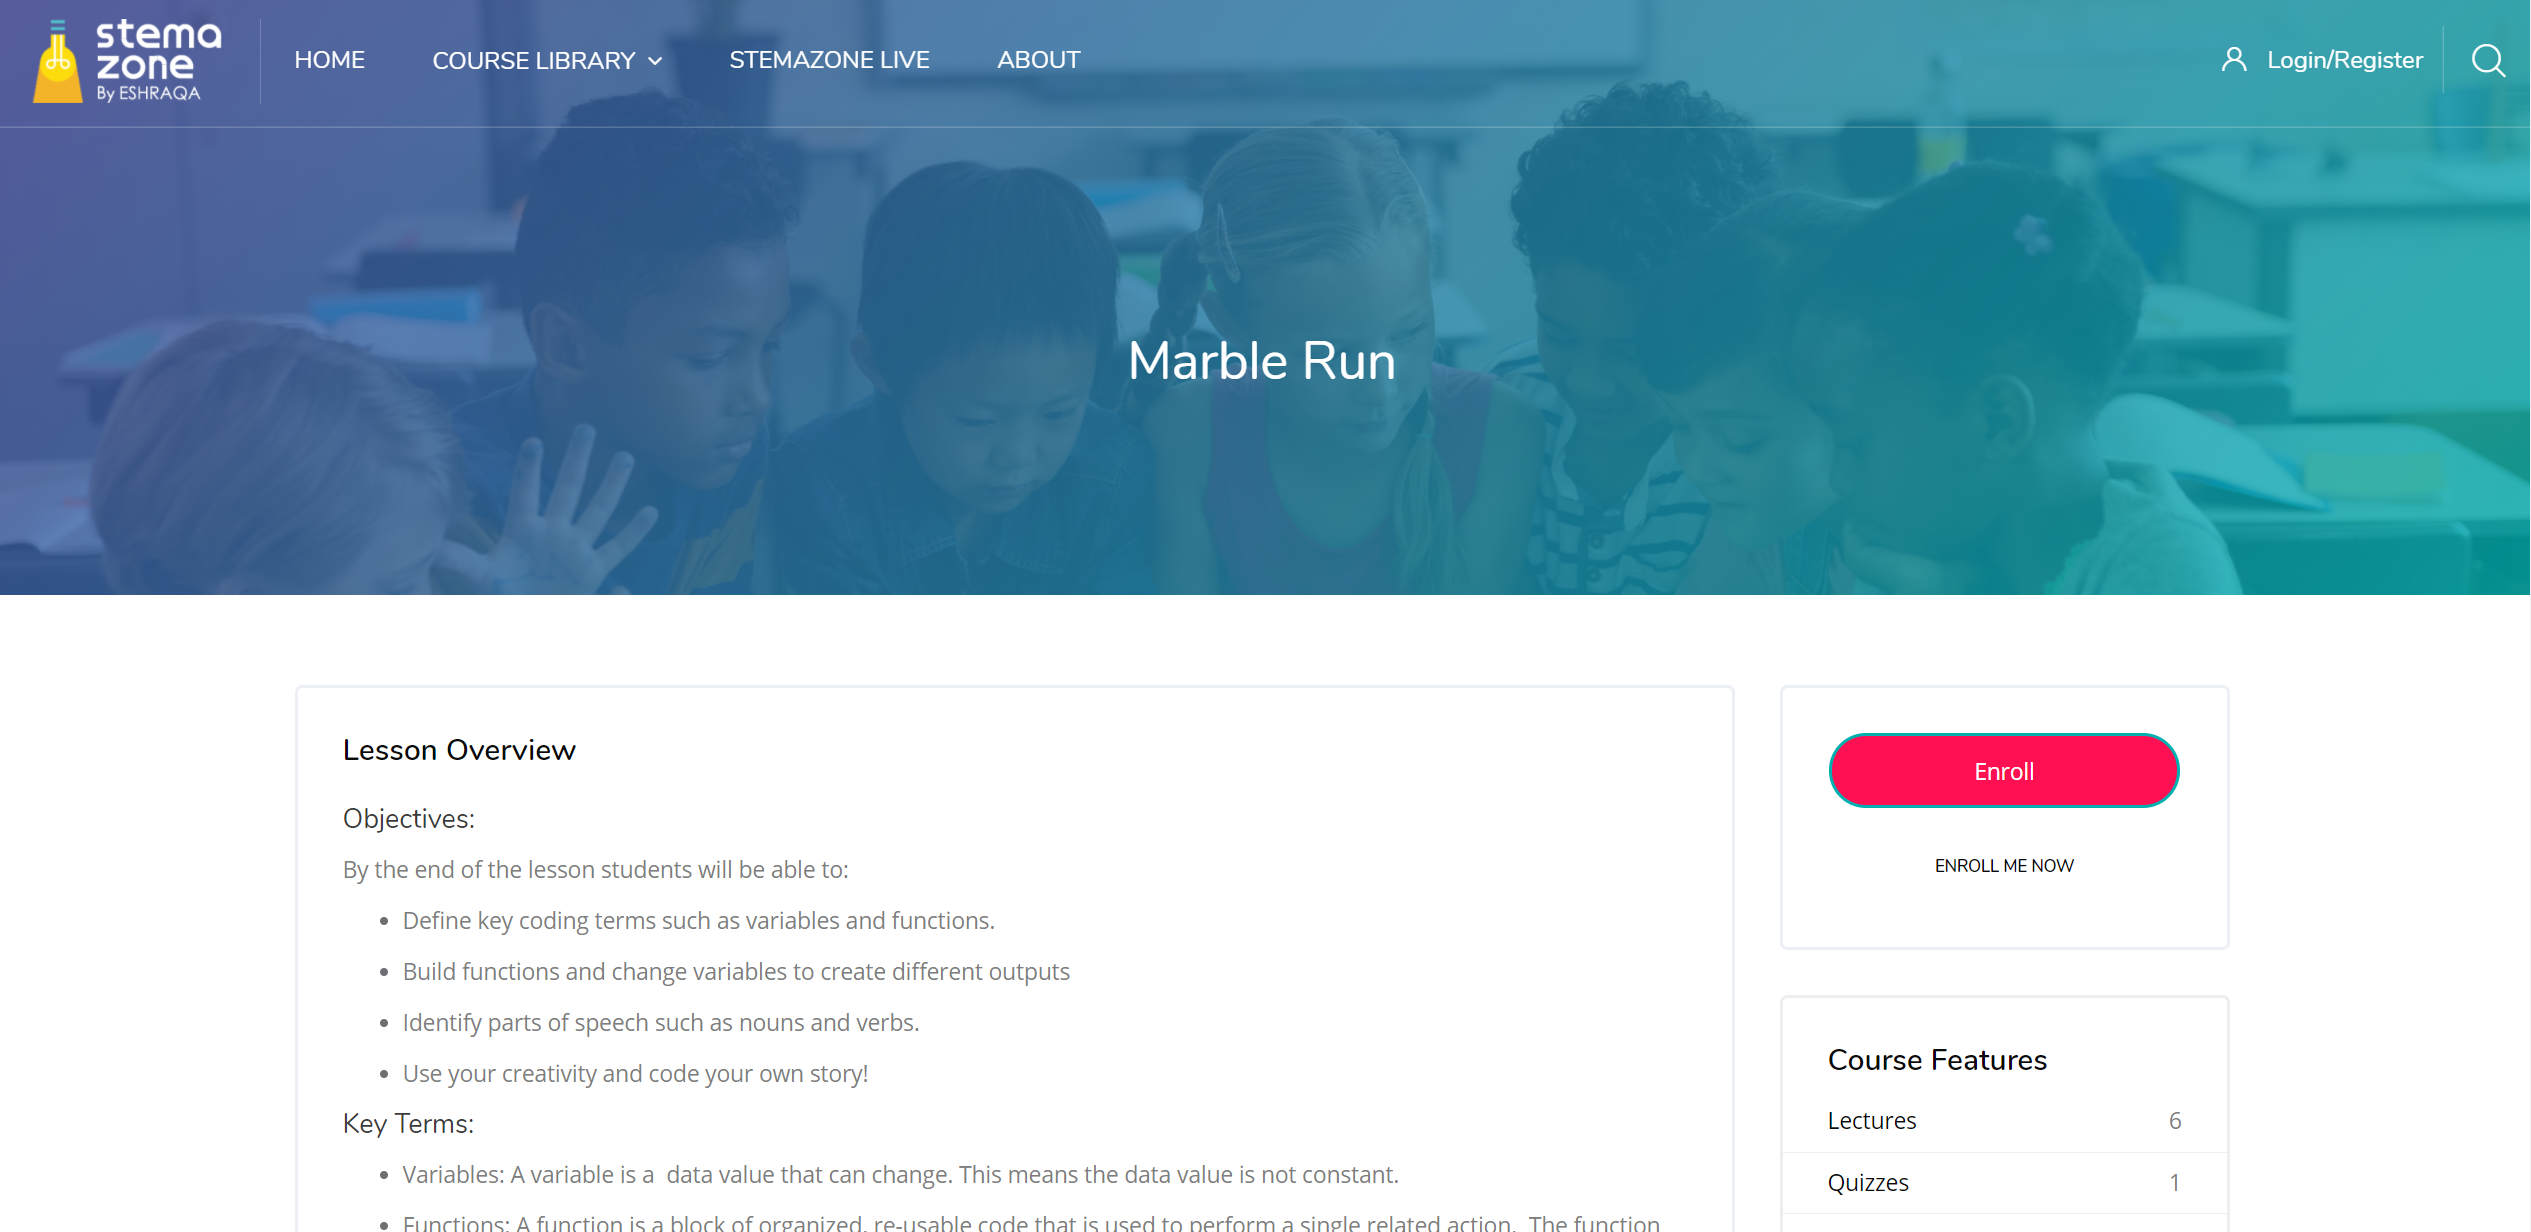 stema
zone
By ESHRAQA
HOME
COURSE LIBRARY
STEMAZONE LIVE
ABOUT
Login/Register
Marble Run
Lesson Overview
Objectives:
By the end of the lesson students will be able to:
• Define key coding terms such as variables and functions.
• Build functions and change variables to create different outputs
• Identify parts of speech such as nouns and verbs.
• Use your creativity and code your own story!
Key Terms:
• Variables: A variable is a  data value that can change. This means the data value is not constant.
• Functions: A function is a block of organized, re-usable code that is used to perform a single related action.  The function
Enroll
ENROLL ME NOW
Course Features
Lectures 6
Quizzes 1